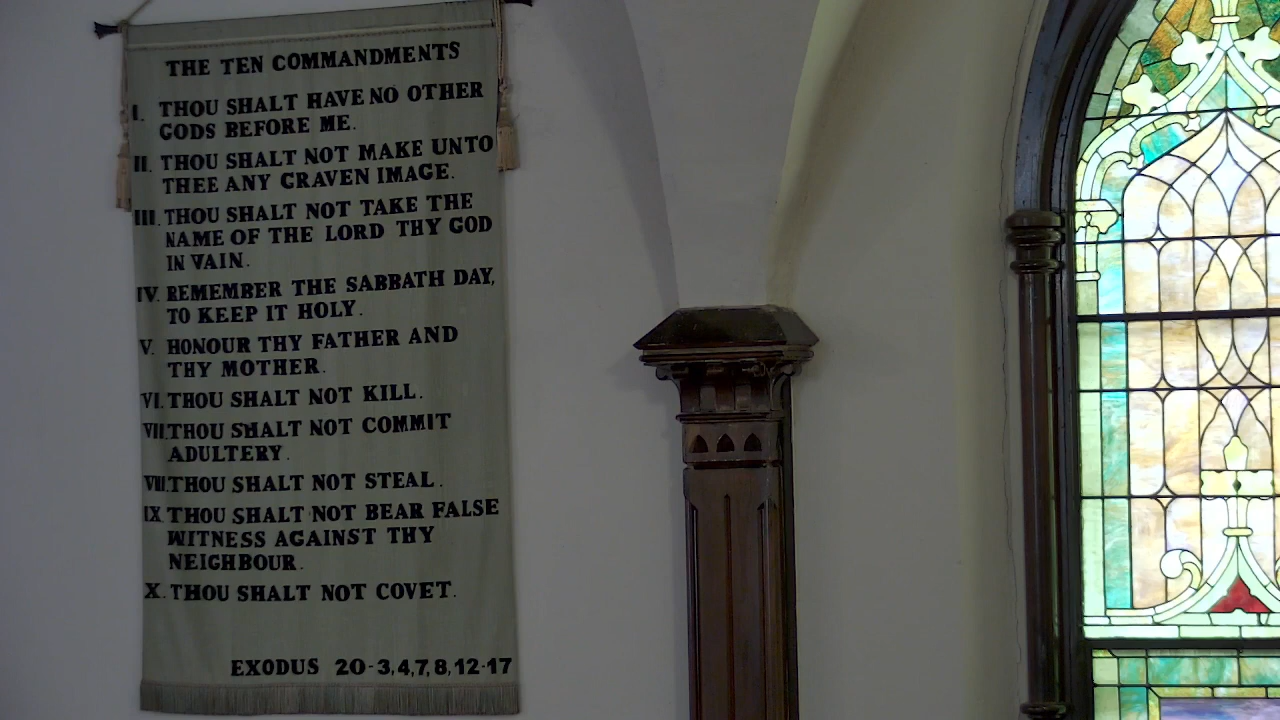 THE TEN COMMANDMENTS
I. THOU SHALT HAVE NO OTHER
GODS BEFORE ME.
II. THOU SHALT NOT MAKE UNTO
THEE ANY GRAVEN IMAGE.
III. THOU SHALT NOT TAKE THE
NAME OF THE LORD THY GOD
IN VAIN.
IV. REMEMBER THE SABBATH DAY,
TO KEEP IT HOLY.
V. HONOUR THY FATHER AND
THY MOTHER.
VI. THOU SHALT NOT KILL.
VII. THOU SHALT NOT COMMIT
ADULTERY.
VIII. THOU SHALT NOT STEAL.
IX. THOU SHALT NOT BEAR FALSE
WITNESS AGAINST THY
NEIGHBOUR.
X. THOU SHALT NOT COVET.
EXODUS 20-3,4,7,8,12-17